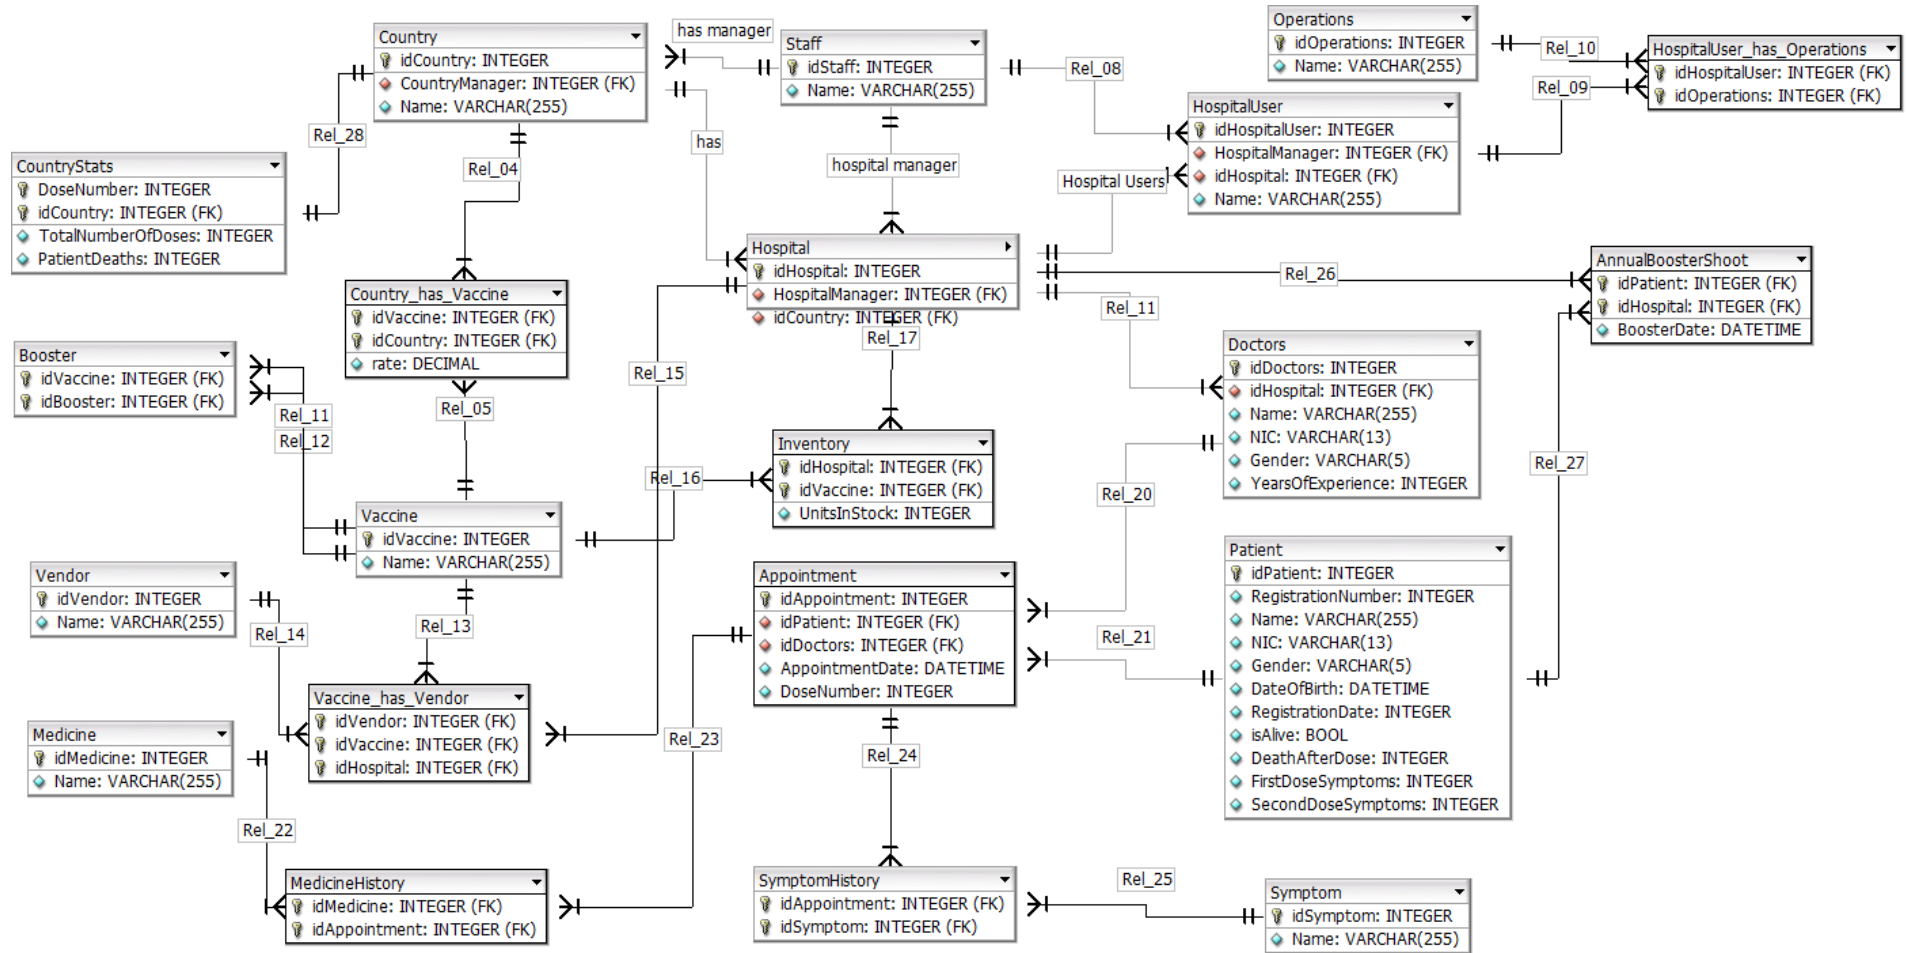 Country
idCountry: INTEGER
CountryManager: INTEGER (FK)
Name: VARCHAR(255)
has manager
Staff
idStaff: INTEGER
Name: VARCHAR(255)
Rel_08
Operations
idOperations: INTEGER
Name: VARCHAR(255)
Rel_10
HospitalUser_has_Operations
idHospitalUser: INTEGER (FK)
idOperations: INTEGER (FK)
Rel_09
HospitalUser
idHospitalUser: INTEGER
HospitalManager: INTEGER (FK)
idHospital: INTEGER (FK)
Name: VARCHAR(255)
Rel_28
has
hospital manager
Hospital Users
CountryStats
DoseNumber: INTEGER
idCountry: INTEGER (FK)
TotalNumberOfDoses: INTEGER
PatientDeaths: INTEGER
Rel_04
Hospital
idHospital: INTEGER
HospitalManager: INTEGER (FK)
idCountry: INTEGER (FK)
Rel_17
Rel_26
Rel_11
AnnualBoosterShoot
idPatient: INTEGER (FK)
idHospital: INTEGER (FK)
BoosterDate: DATETIME
Country_has_Vaccine
idVaccine: INTEGER (FK)
idCountry: INTEGER (FK)
rate: DECIMAL
Rel_05
Booster
idVaccine: INTEGER (FK)
idBooster: INTEGER (FK)
Rel_11
Rel_12
Rel_15
Doctors
idDoctors: INTEGER
idHospital: INTEGER (FK)
Name: VARCHAR(255)
NIC: VARCHAR(13)
Gender: VARCHAR(5)
YearsOfExperience: INTEGER
Rel_16
Inventory
idHospital: INTEGER (FK)
idVaccine: INTEGER (FK)
UnitsInStock: INTEGER
Rel_20
Rel_27
Vaccine
idVaccine: INTEGER
Name: VARCHAR(255)
Vendor
idVendor: INTEGER
Name: VARCHAR(255)
Rel_14
Rel_13
Appointment
idAppointment: INTEGER
idPatient: INTEGER (FK)
idDoctors: INTEGER (FK)
AppointmentDate: DATETIME
DoseNumber: INTEGER
Rel_21
Patient
idPatient: INTEGER
RegistrationNumber: INTEGER
Name: VARCHAR(255)
NIC: VARCHAR(13)
Gender: VARCHAR(5)
DateOfBirth: DATETIME
RegistrationDate: INTEGER
isAlive: BOOL
DeathAfterDose: INTEGER
FirstDoseSymptoms: INTEGER
SecondDoseSymptoms: INTEGER
Vaccine_has_Vendor
idVendor: INTEGER (FK)
idVaccine: INTEGER (FK)
idHospital: INTEGER (FK)
Medicine
idMedicine: INTEGER
Name: VARCHAR(255)
Rel_23
Rel_24
Rel_22
MedicineHistory
idMedicine: INTEGER (FK)
idAppointment: INTEGER (FK)
SymptomHistory
idAppointment: INTEGER (FK)
idSymptom: INTEGER (FK)
Rel_25
Symptom
idSymptom: INTEGER
Name: VARCHAR(255)